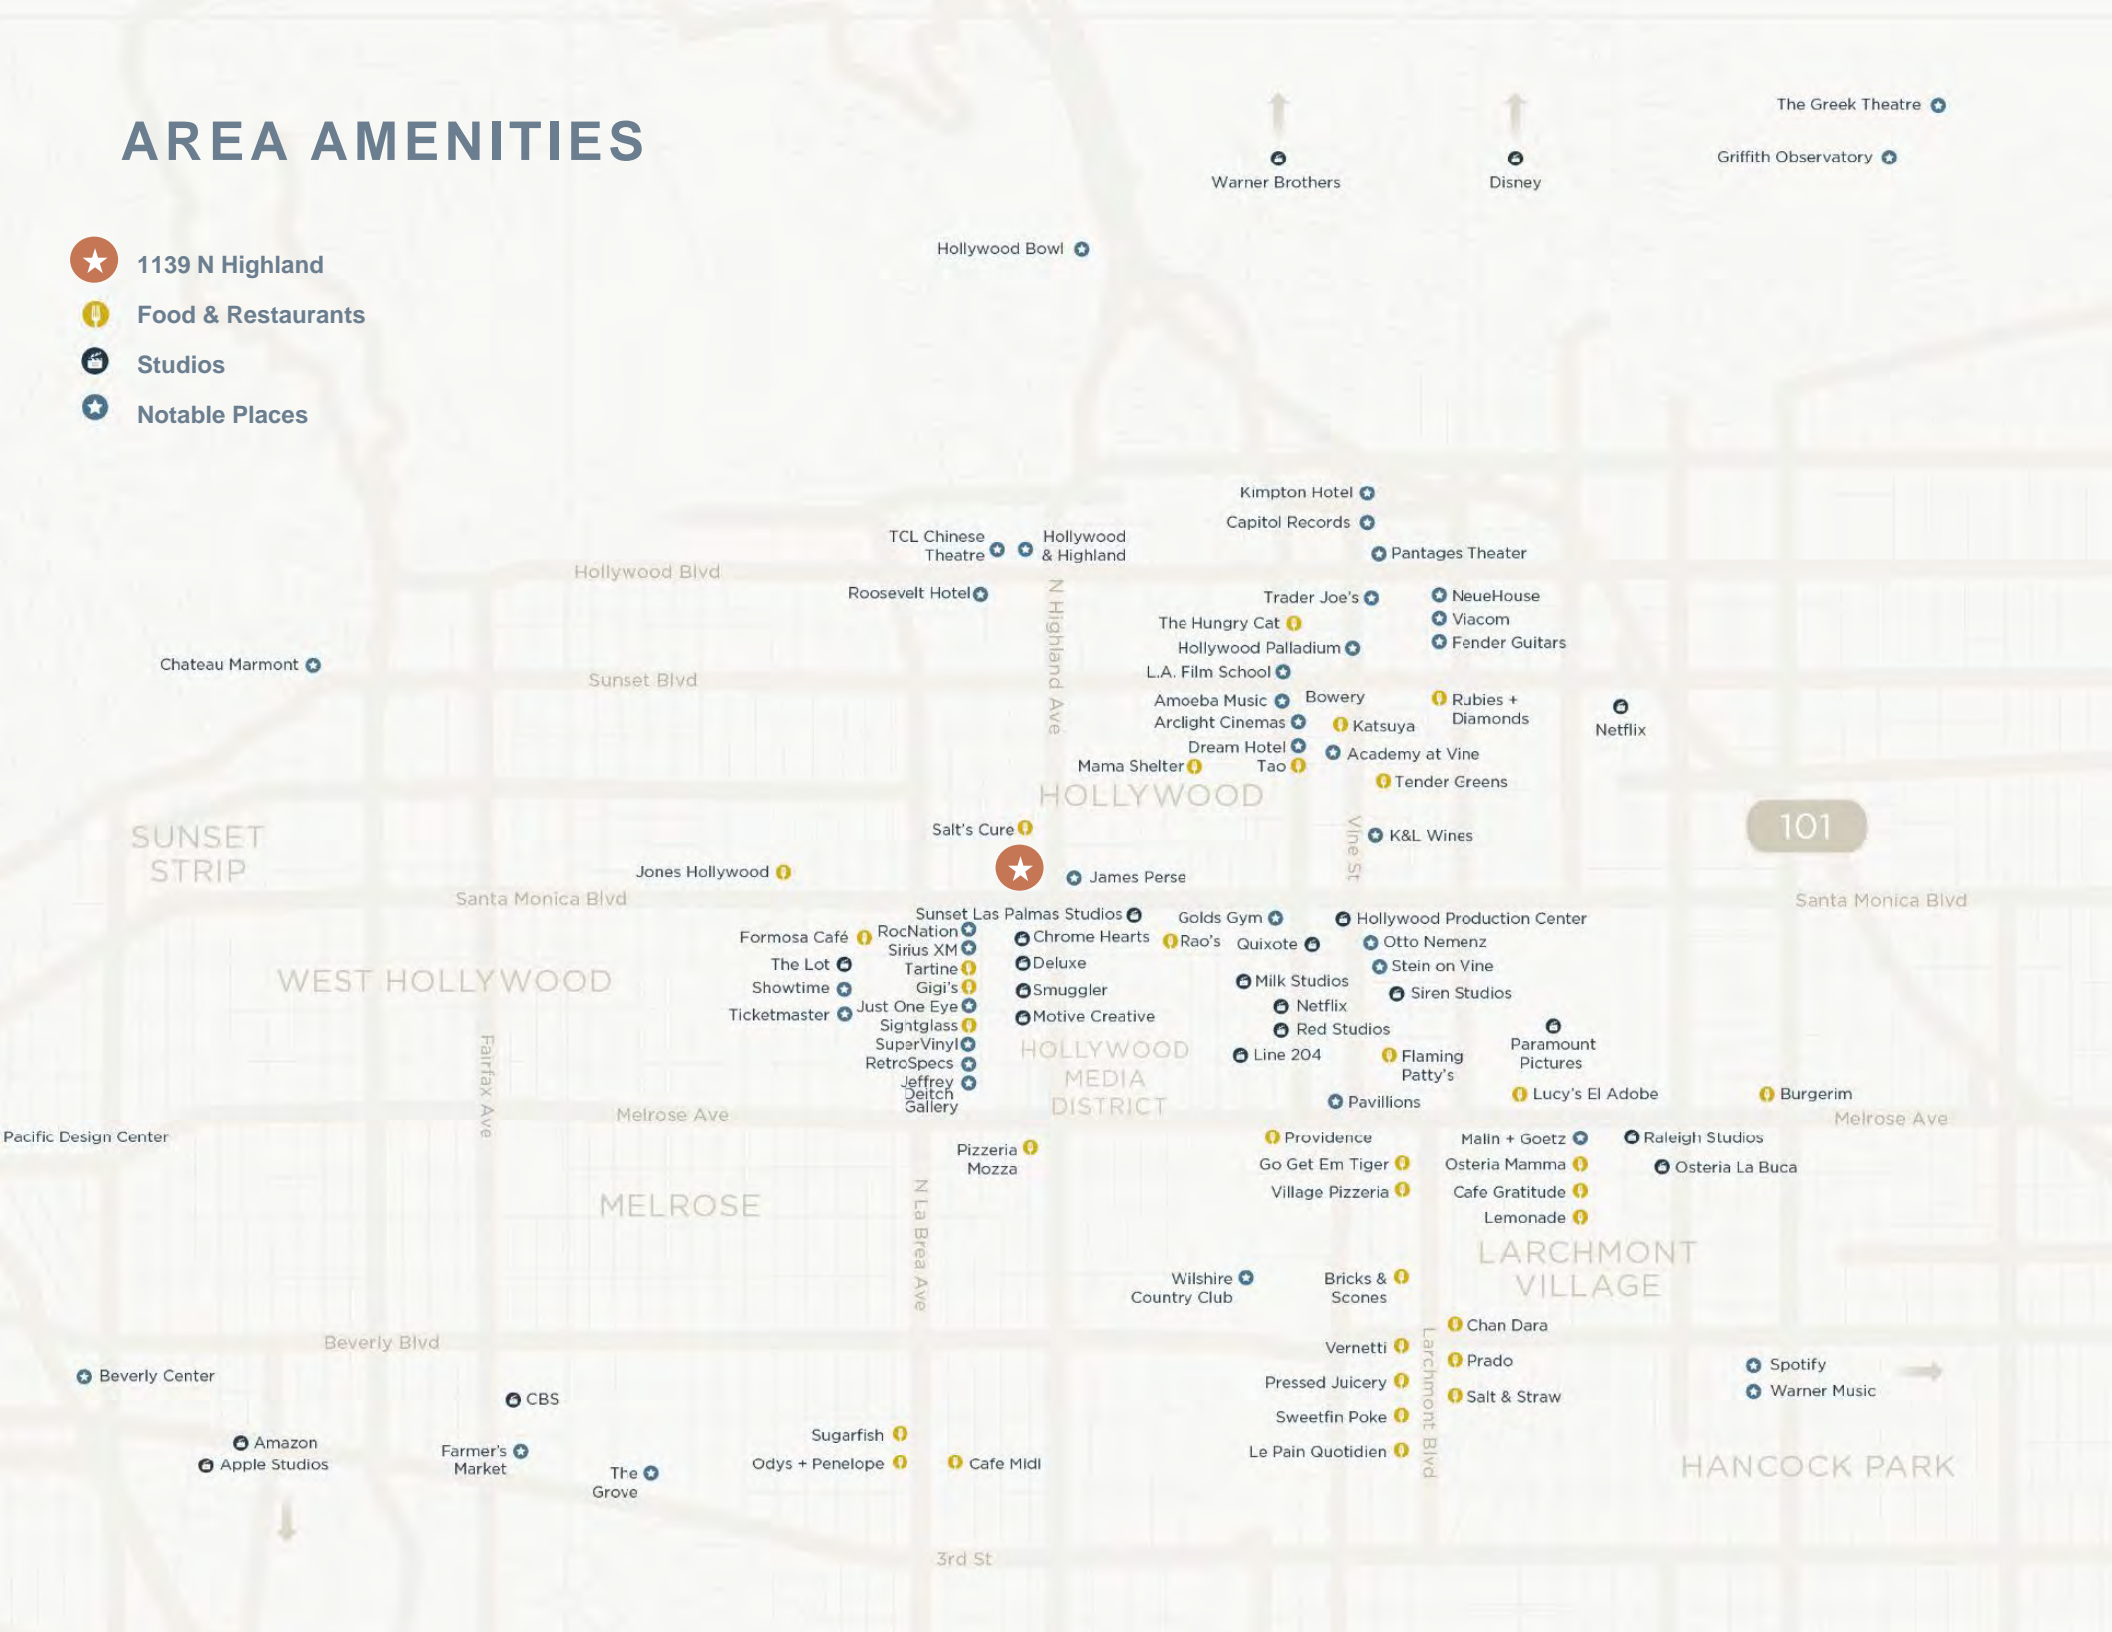 AREA AMENITIES
1139 N Highland
Food & Restaurants
Studios
Notable Places
The Greek Theatre
Griffith Observatory
Warner Brothers
Disney
Hollywood Bowl
Kimpton Hotel
Capitol Records
Pantages Theater
TCL Chinese
Theatre
Hollywood
& Highland
Hollywood Blvd
Roosevelt Hotel
N Highland Ave
Trader Joe's
NeueHouse
The Hungry Cat
Viacom
Hollywood Palladium
Fender Guitars
Chateau Marmont
L.A. Film School
Sunset Blvd
Amoeba Music
Bowery
Rubies +
Diamonds
Arclight Cinemas
Katsuya
Netflix
Dream Hotel
Academy at Vine
Mama Shelter
Tao
Tender Greens
HOLLYWOOD
SUNSET
STRIP
Salt's Cure
Vine St
K&L Wines
101
Jones Hollywood
James Perse
Santa Monica Blvd
Santa Monica Blvd
Sunset Las Palmas Studios
Golds Gym
Hollywood Production Center
Formosa Café
RocNation
Chrome Hearts
Rao's
Quixote
Otto Nemenz
Sirius XM
The Lot
Tartine
Deluxe
Stein on Vine
WEST HOLLYWOOD
Showtime
Gigi's
Smuggler
Milk Studios
Siren Studios
Ticketmaster
Just One Eye
Motive Creative
Netflix
Sightglass
Red Studios
SuperVinyl
HOLLYWOOD
MEDIA
DISTRICT
Line 204
Flaming
Patty's
Paramount
Pictures
RetroSpecs
Jeffrey
Deitch
Gallery
Fairfax Ave
Lucy's El Adobe
Burgerim
Pavillions
Melrose Ave
Melrose Ave
Pacific Design Center
Pizzeria
Mozza
Providence
Malin + Goetz
Raleigh Studios
Go Get Em Tiger
Osteria Mamma
Osteria La Buca
Village Pizzeria
Cafe Gratitude
Lemonade
MELROSE
N La Brea Ave
LARCHMONT
VILLAGE
Wilshire
Country Club
Bricks &
Scones
Chan Dara
Beverly Blvd
Vernetti
Larchmont Blvd
Prado
Spotify
Beverly Center
Pressed Juicery
Salt & Straw
Warner Music
CBS
Sweetfin Poke
Amazon
Apple Studios
Farmer's
Market
The
Grove
Sugarfish
Odys + Penelope
Cafe Midi
Le Pain Quotidien
HANCOCK PARK
3rd St